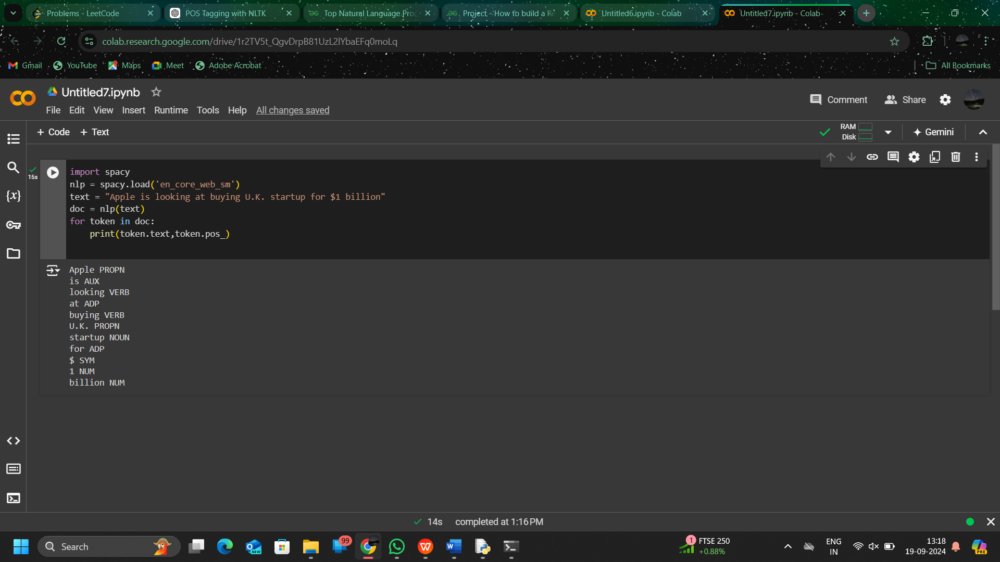 Problems - LeetCode
POS Tagging with NLTK
Top Natural Language Pro
Project - How to build a Re
Untitled6.ipynb - Colab
Untitled7.ipynb - Colab
colab.research.google.com/drive/1r2TV5t_QgvDrpB81UzL2lYbaEFq0moLq
Gmail YouTube Maps Meet Adobe Acrobat All Bookmarks
Untitled7.ipynb
Comment Share
File Edit View Insert Runtime Tools Help All changes saved
+ Code + Text
RAM
Disk
Gemini
15s
import spacy
nlp = spacy.load('en_core_web_sm')
text = "Apple is looking at buying U.K. startup for $1 billion"
doc = nlp(text)
for token in doc:
    print(token.text,token.pos_)
Apple PROPN
is AUX
looking VERB
at ADP
buying VERB
U.K. PROPN
startup NOUN
for ADP
$ SYM
1 NUM
billion NUM
14s completed at 1:16 PM
Search
NEW
99
1
FTSE 250
+0.88%
ENG
IN
13:18
19-09-2024
PRE